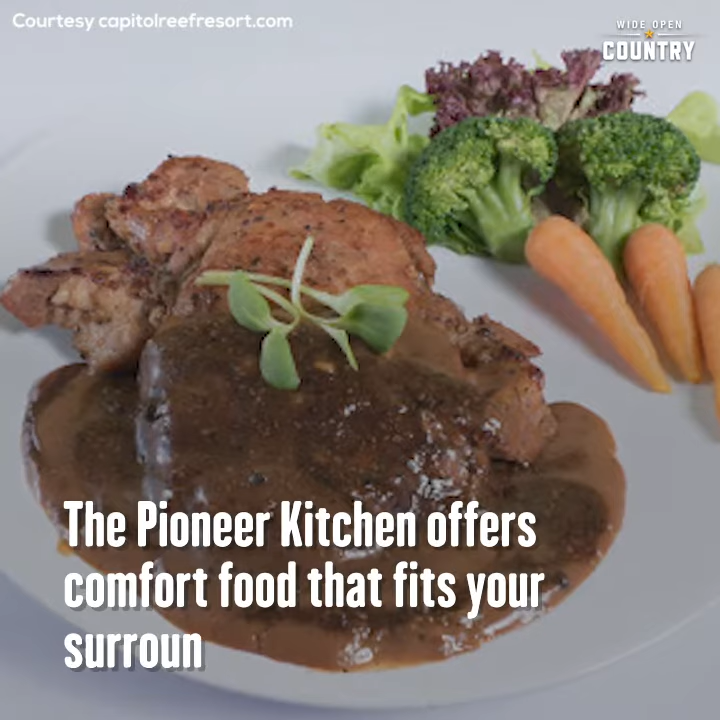 Courtesy capitolreefresort.com
WIDE OPEN
COUNTRY
The Pioneer Kitchen offers
comfort food that fits your
surroun